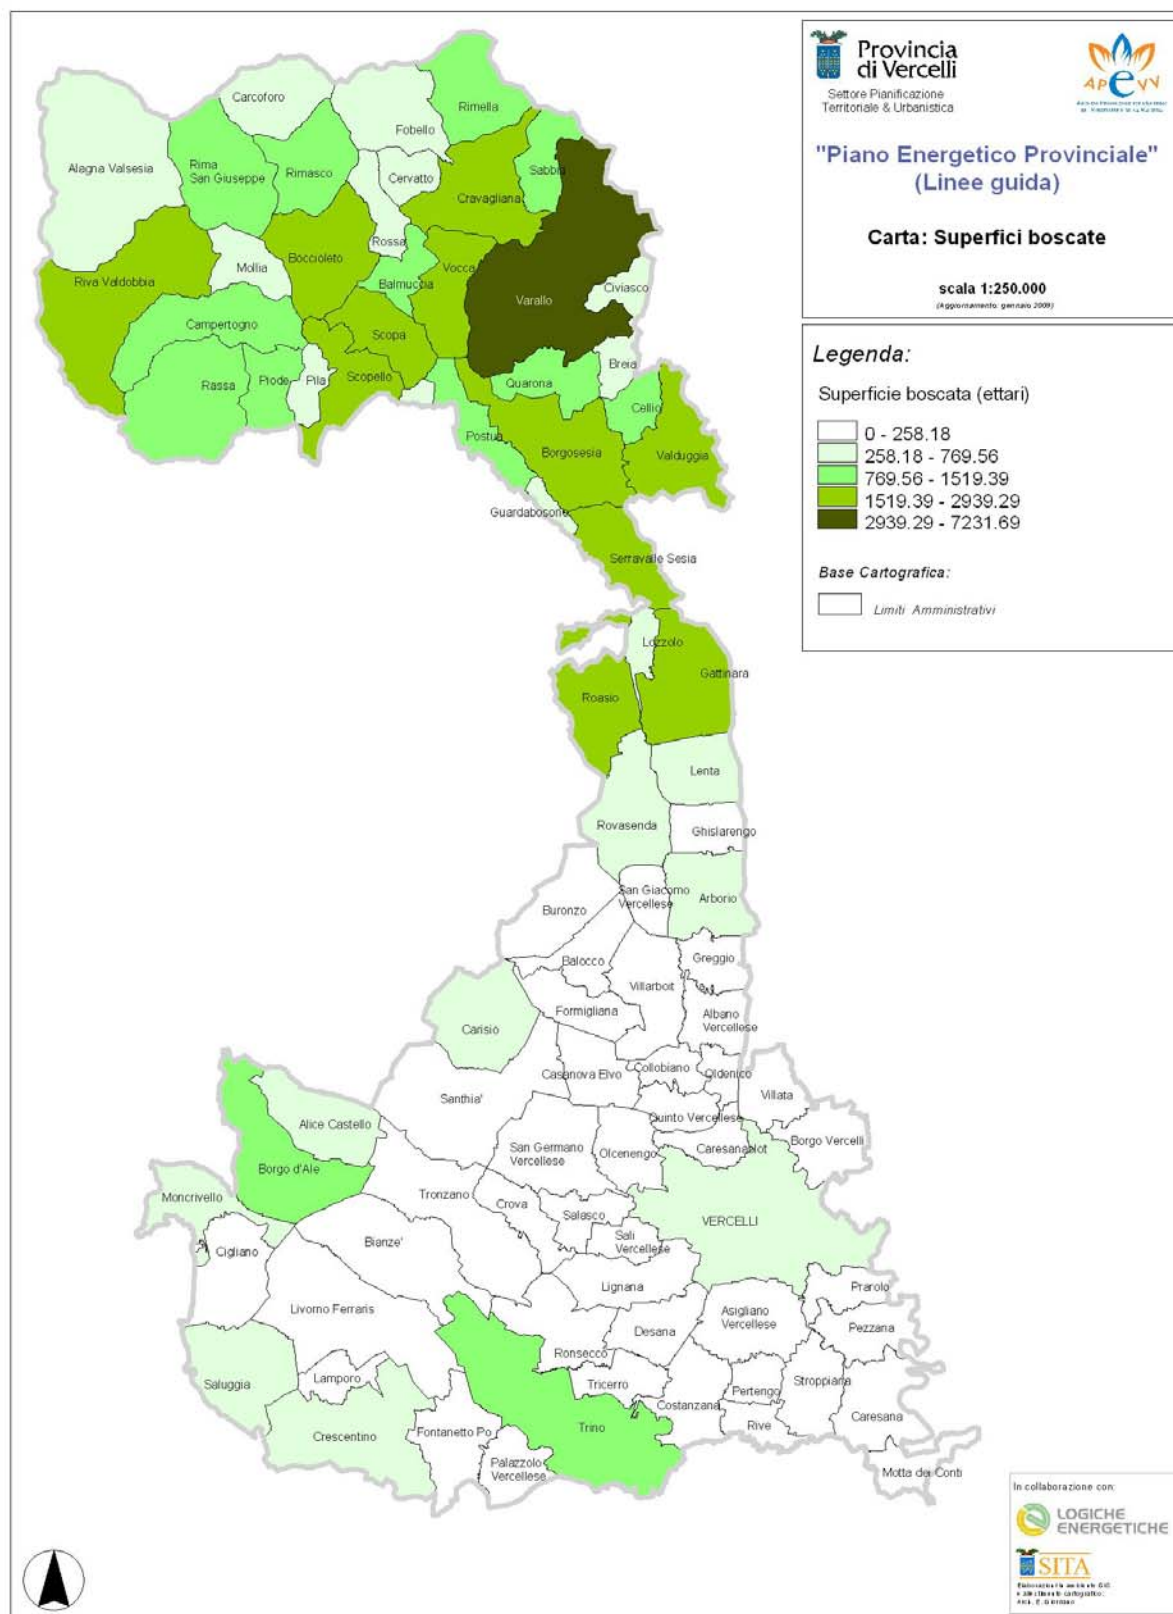 Provincia
di Vercelli
Settore Pianificazione
Territoriale & Urbanistica
APEVV
"Piano Energetico Provinciale"
(Linee guida)
Carta: Superfici boscate
scala 1:250.000
(Aggiornamento: gennaio 2009)
Legenda:
Superficie boscata (ettari)
0 - 258.18
258.18 - 769.56
769.56 - 1519.39
1519.39 - 2939.29
2939.29 - 7231.69
Base Cartografica:
Limiti Amministrativi
Carcoforo
Rimella
Fobello
Alagna Valsesia
Rima
San Giuseppe
Rimasco
Cervatto
Sabbia
Cravagliana
Rossa
Mollia
Boccioleto
Vocca
Riva Valdobbia
Balmuccia
Civiasco
Varallo
Campertogno
Scopa
Breia
Rassa
Piode
Pila
Scopello
Quarona
Cellio
Postua
Borgosesia
Valduggia
Guardabosone
Serravalle Sesia
Lozzolo
Gattinara
Roasio
Lenta
Rovasenda
Ghislarengo
San Giacomo
Vercellese
Arborio
Buronzo
Balocco
Greggio
Villarboit
Formigliana
Albano
Vercellese
Carisio
Collobiano
Oldenico
Casanova Elvo
Villata
Santhia'
Quinto Vercellese
Alice Castello
Borgo Vercelli
San Germano
Vercellese
Olcenengo
Caresanablot
Borgo d'Ale
Moncrivello
Tronzano
Crova
Salasco
VERCELLI
Bianze'
Sali
Vercellese
Cigliano
Lignana
Prarolo
Livorno Ferraris
Asigliano
Vercellese
Desana
Pezzana
Ronsecco
Saluggia
Lamporo
Tricerro
Pertengo
Stroppiana
Costanzana
Caresana
Crescentino
Fontanetto Po
Trino
Rive
Palazzolo
Vercellese
Motta dei Conti
In collaborazione con:
LOGICHE
ENERGETICHE
SITA